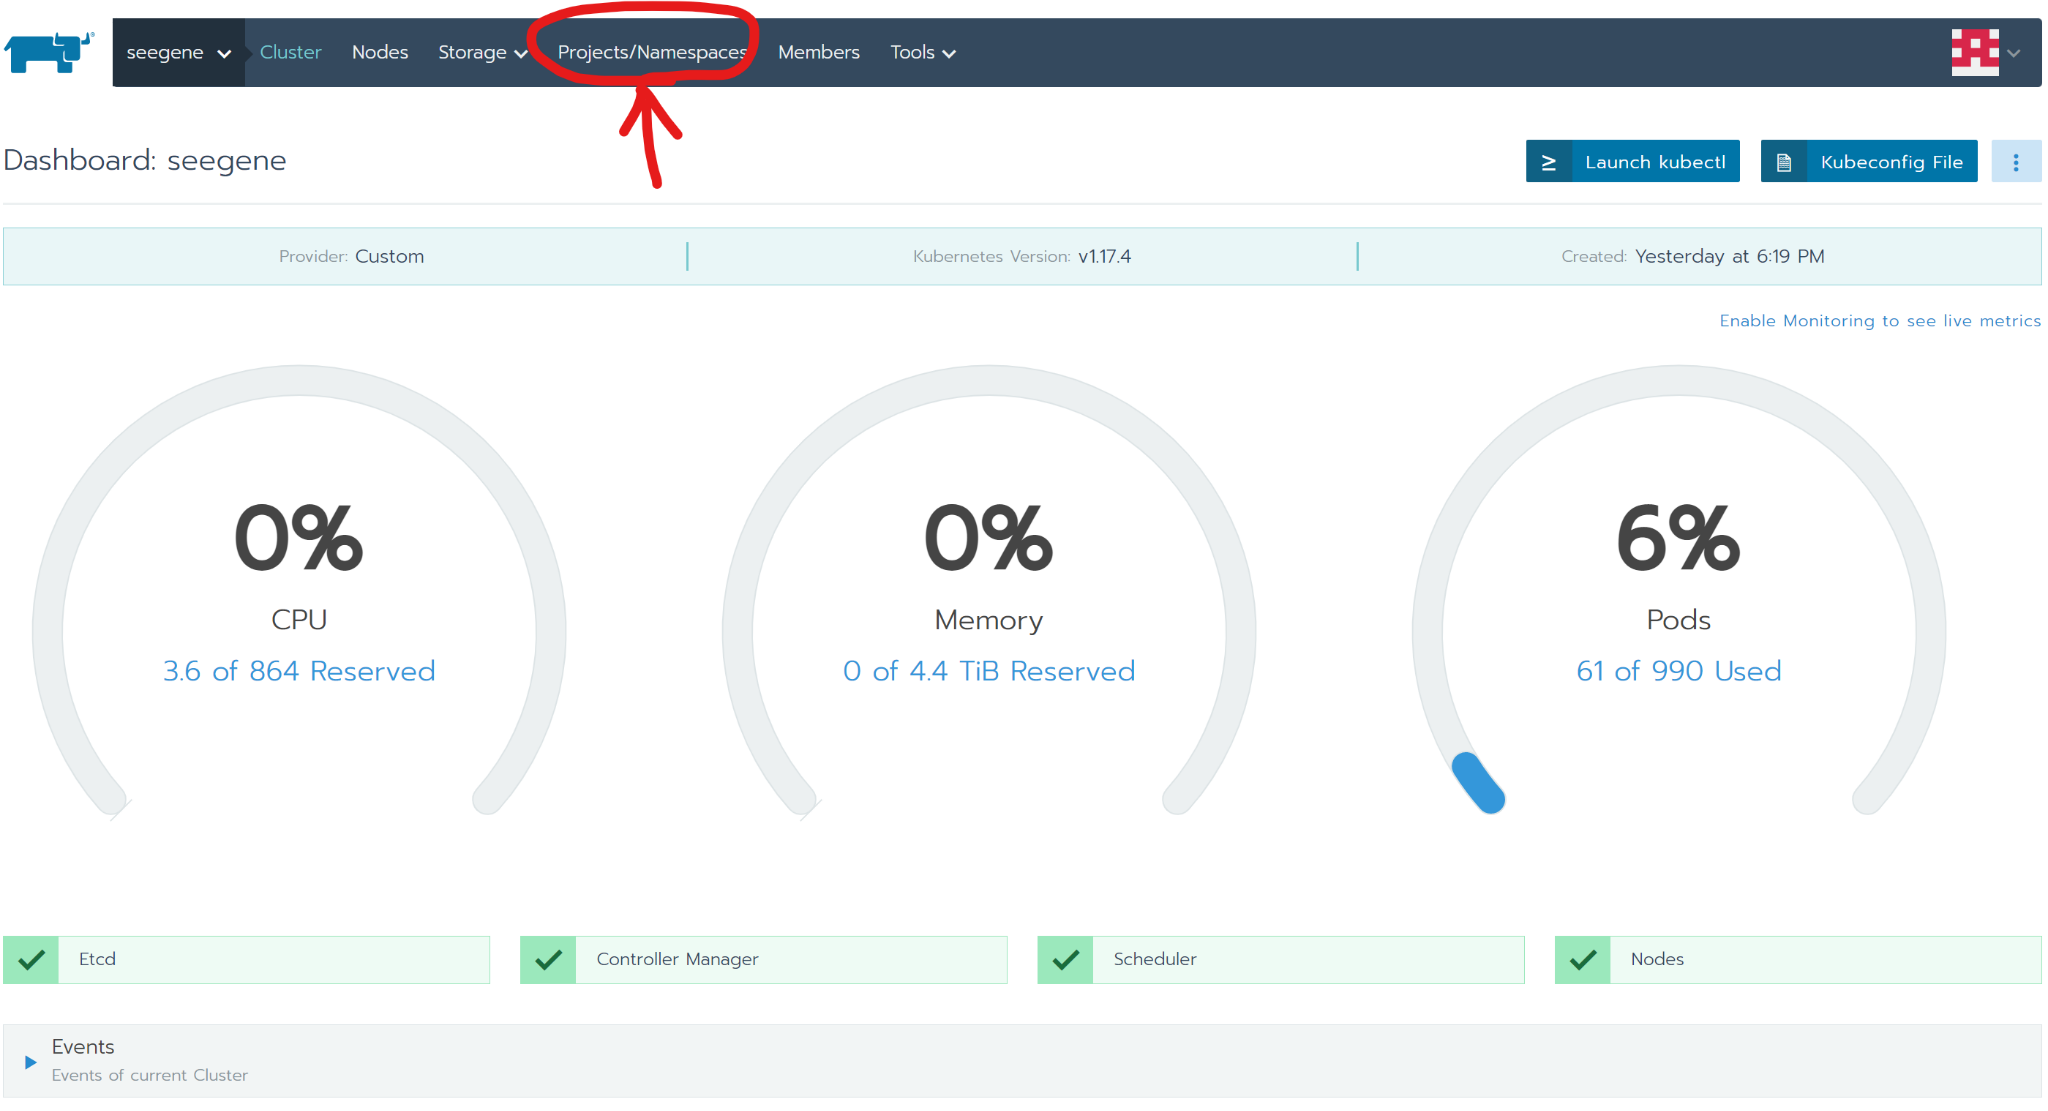 seegene Cluster Nodes Storage Projects/Namespaces Members Tools
Dashboard: seegene
Launch kubectl
Kubeconfig File
Provider: Custom
Kubernetes Version: v1.17.4
Created: Yesterday at 6:19 PM
Enable Monitoring to see live metrics
0%
CPU
3.6 of 864 Reserved
0%
Memory
0 of 4.4 TiB Reserved
6%
Pods
61 of 990 Used
Etcd
Controller Manager
Scheduler
Nodes
Events
Events of current Cluster